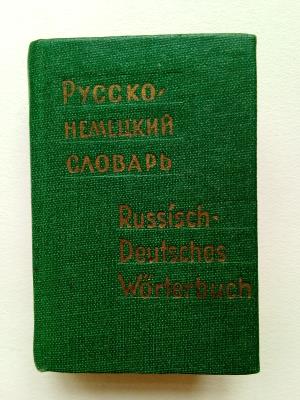 Русско-
немецкий
словарь
Russisch-
Deutsches
Wörterbuch